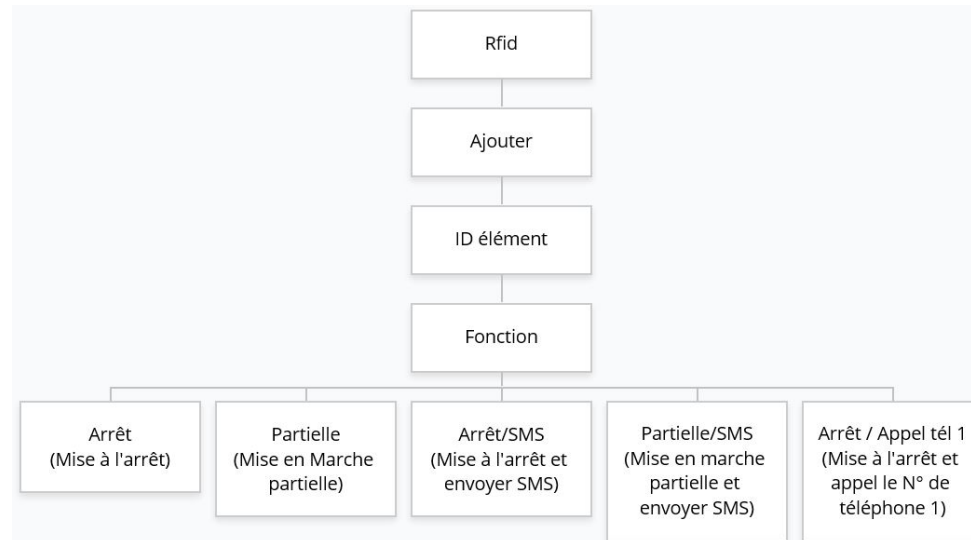 Rfid
Ajouter
ID élément
Fonction
Arrêt
(Mise à l'arrêt)
Partielle
(Mise en Marche
partielle)
Arrêt/SMS
(Mise à l'arrêt et
envoyer SMS)
Partielle/SMS
(Mise en marche
partielle et
envoyer SMS)
Arrêt / Appel tél 1
(Mise à l'arrêt et
appel le N° de
téléphone 1)